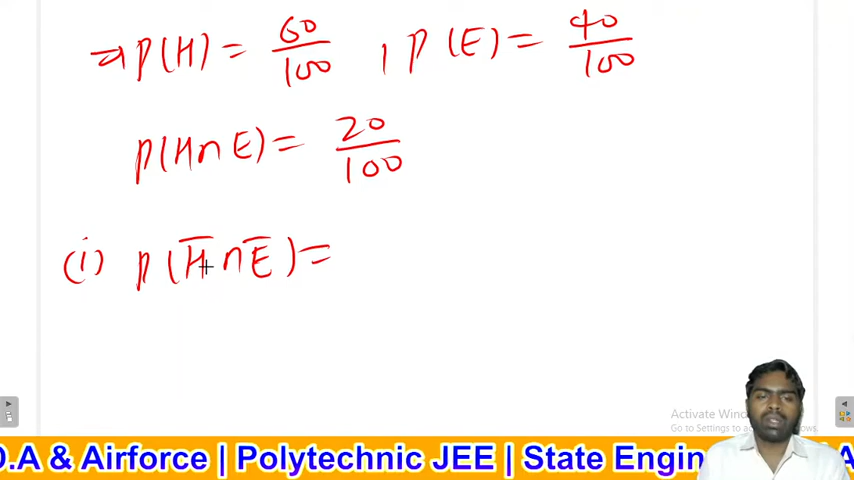 ⇒ P(H) = 60/100 , P(E) = 40/100
P(H∩E) = 20/100
(i) P(H̅∩E̅) =
Activate Wind
Go to Settings to a
D.A & Airforce | Polytechnic JEE | State Engin